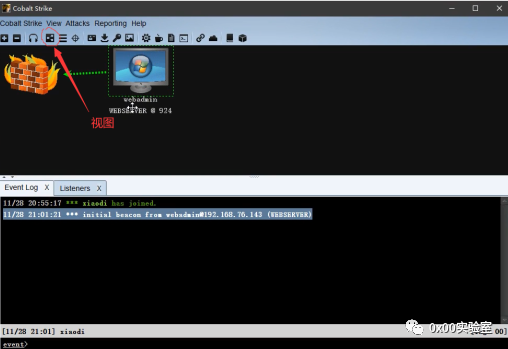 Cobalt Strike
Cobalt Strike View Attacks Reporting Help
webadmin
WEBSERVER @ 924
视图
Event Log X Listeners X
11/28 20:55:17 *** xiaodi has joined.
11/28 21:01:21 *** initial beacon from webadmin@192.168.76.143 (WEBSERVER)
[11/28 21:01] xiaodi
00]
0x00实验室
event>